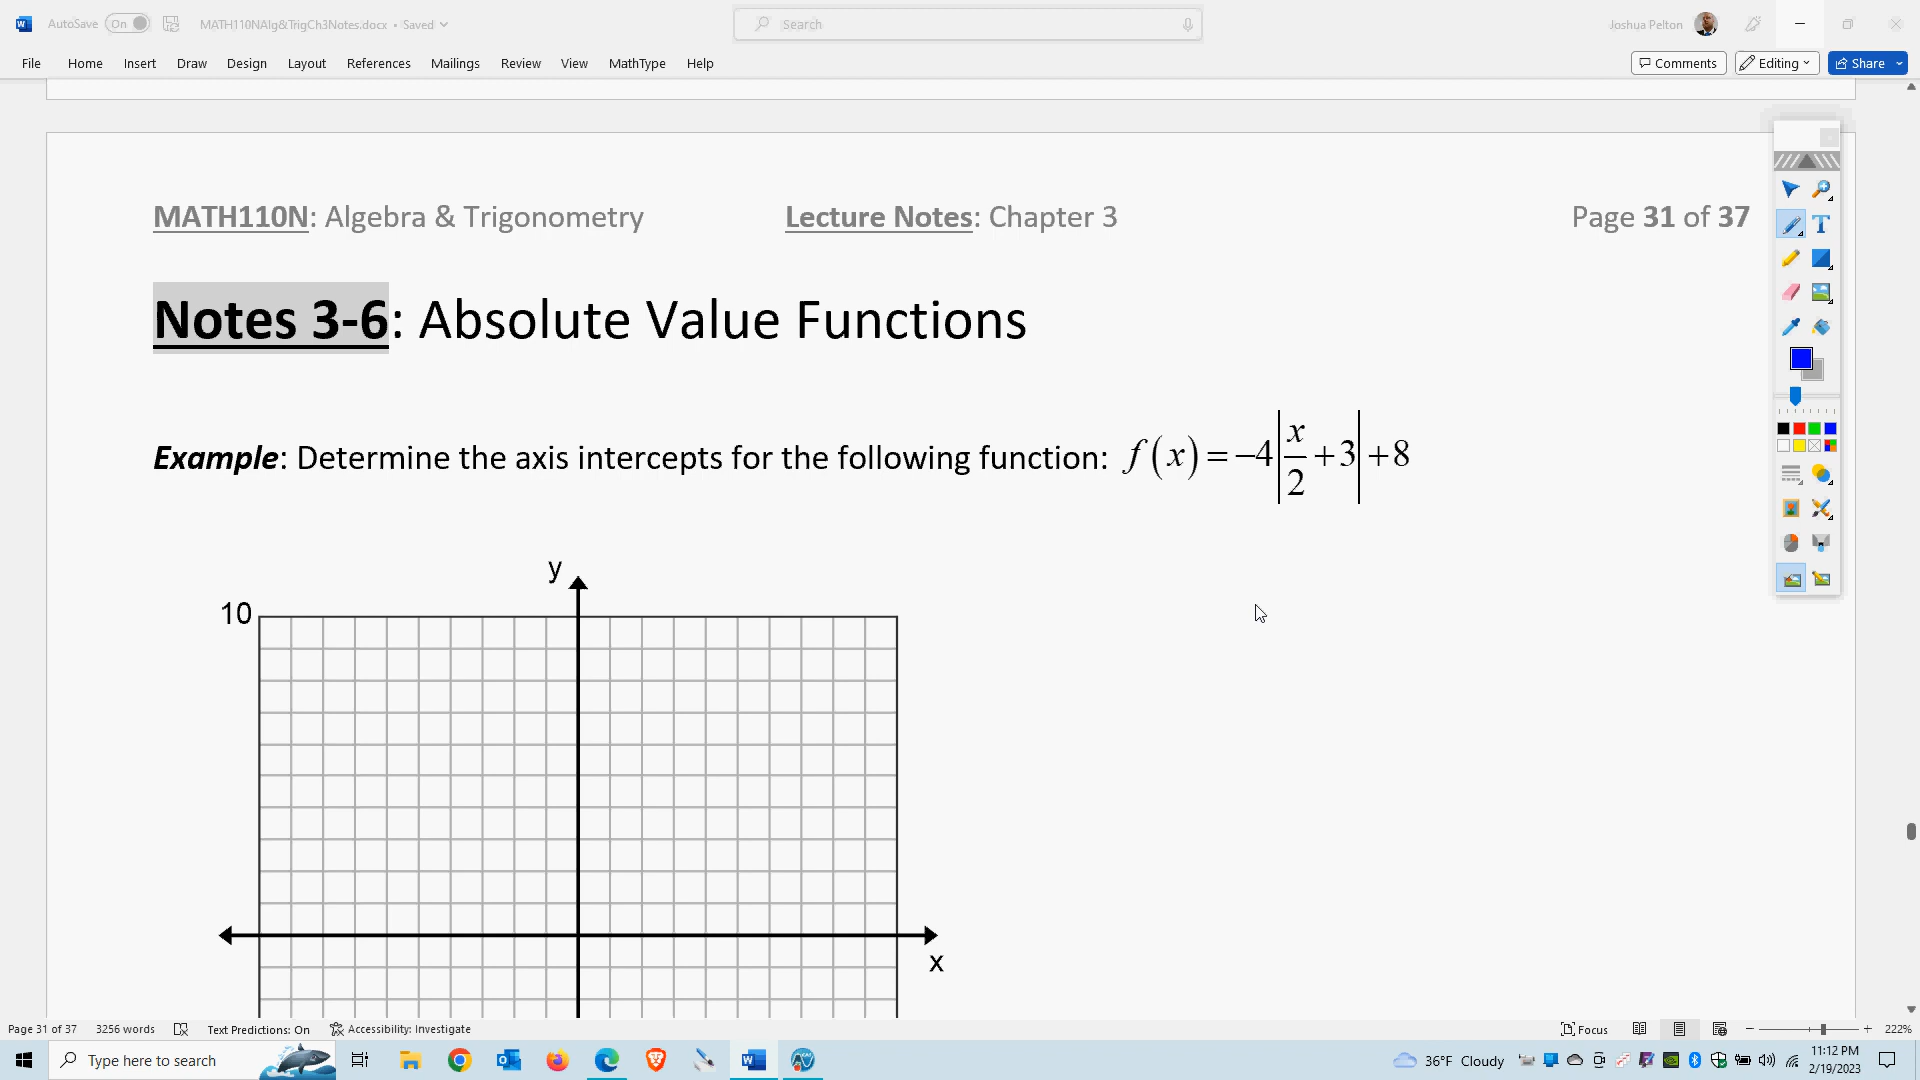 AutoSave On MATH110NAlg&TrigCh3Notes.docx • Saved Search Joshua Pelton
File Home Insert Draw Design Layout References Mailings Review View MathType Help Comments Editing Share
MATH110N: Algebra & Trigonometry Lecture Notes: Chapter 3 Page 31 of 37
Notes 3-6: Absolute Value Functions
Example: Determine the axis intercepts for the following function: f(x)=−4|x/2+3|+8
y
10
x
T
Page 31 of 37 3256 words Text Predictions: On Accessibility: Investigate Focus 222%
Type here to search 36°F Cloudy 11:12 PM
2/19/2023